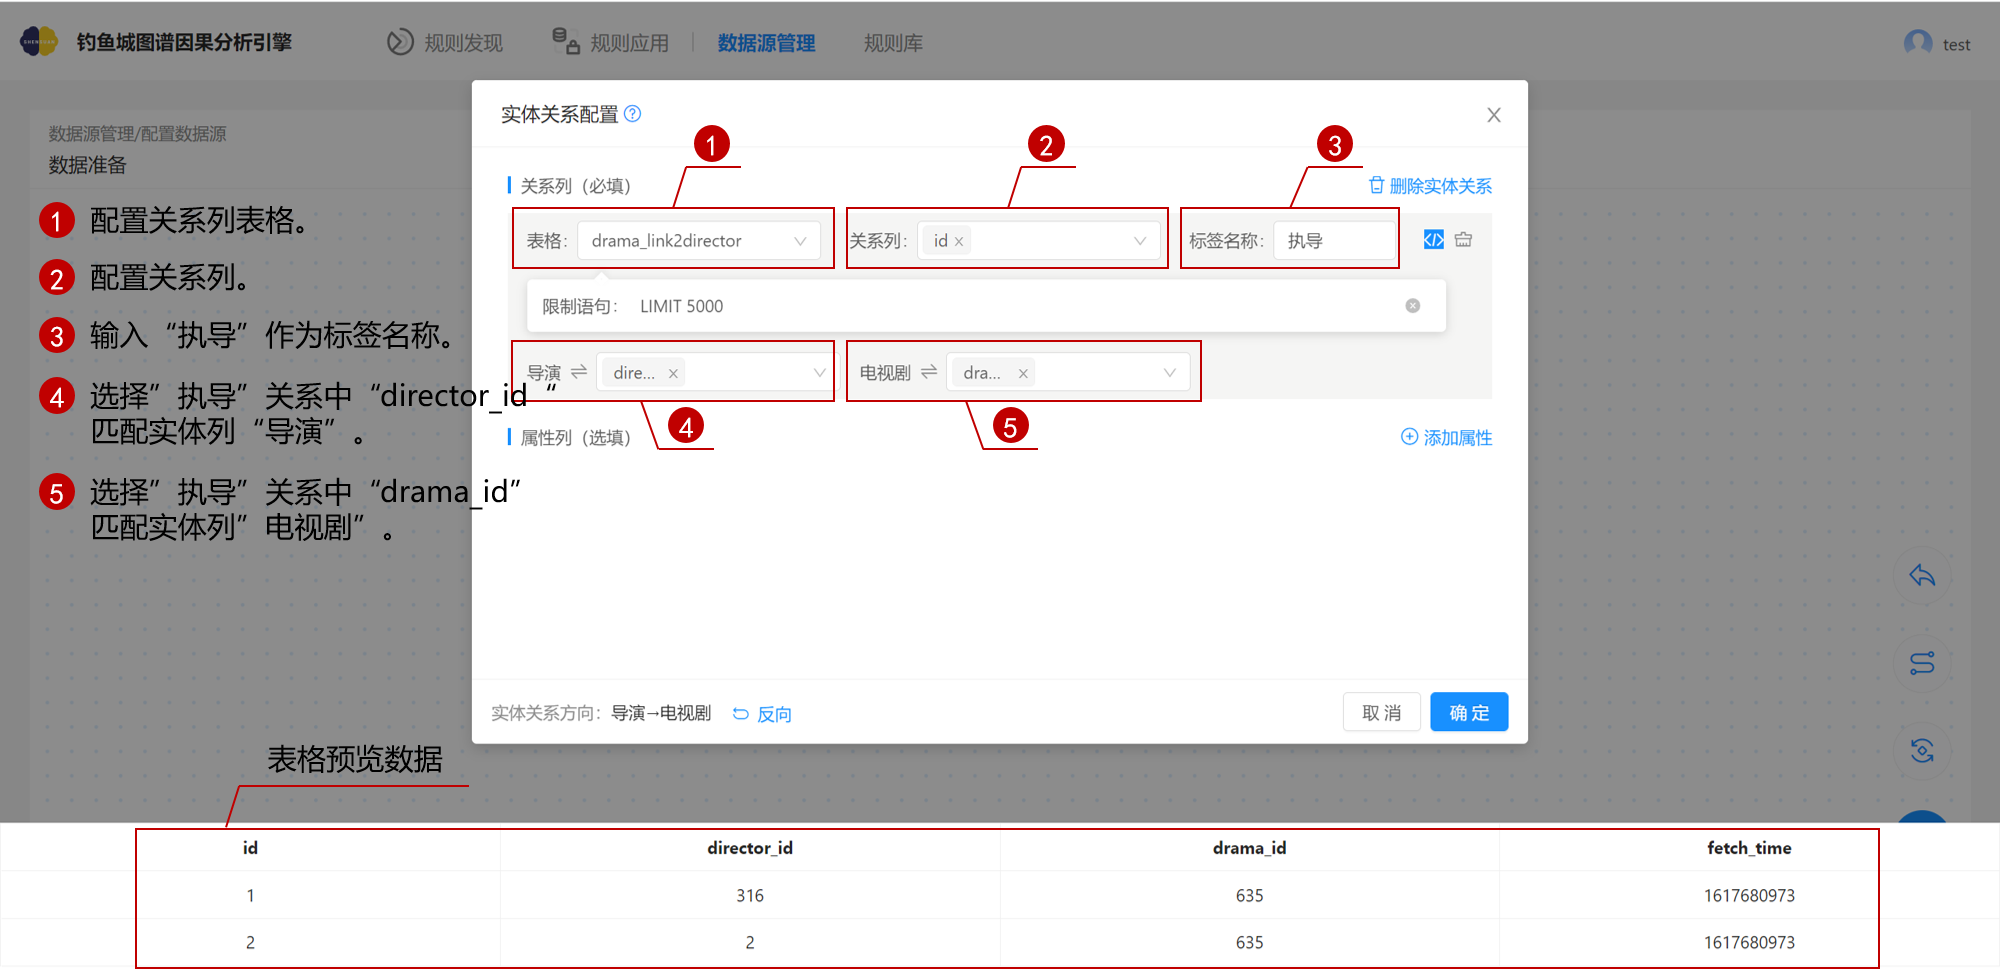 钓鱼城图谱因果分析引擎
规则发现
规则应用
数据源管理
规则库
test
数据源管理/配置数据源
数据准备
1 配置关系列表格。
2 配置关系列。
3 输入“执导”作为标签名称。
4 选择”执导”关系中“director_id“
匹配实体列“导演”。
5 选择”执导”关系中“drama_id”
匹配实体列”电视剧”。
实体关系配置
1
2
3
关系列（必填）
删除实体关系
表格： drama_link2director
关系列： id ×
标签名称： 执导
限制语句： LIMIT 5000
导演 ⇌ dire... ×
电视剧 ⇌ dra... ×
4
5
属性列（选填）
添加属性
实体关系方向：导演→电视剧
反向
取 消
确 定
表格预览数据
id director_id drama_id fetch_time
1 316 635 1617680973
2 2 635 1617680973